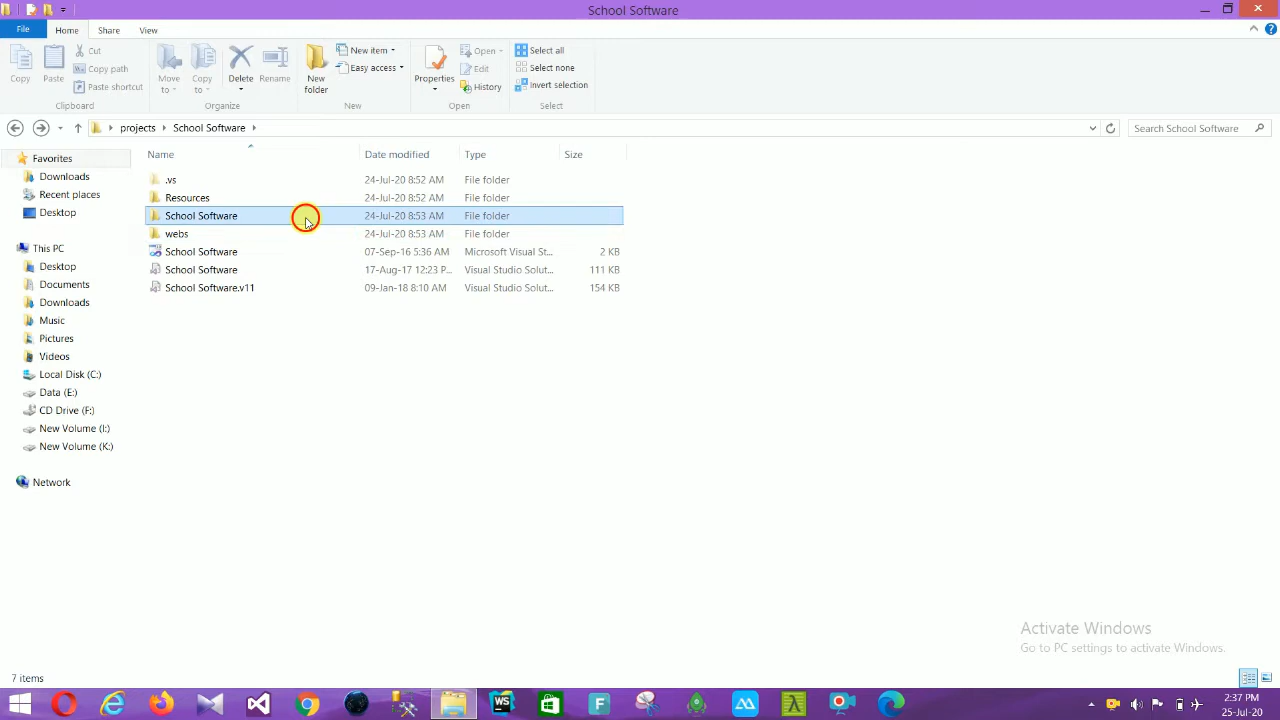 School Software
File Home Share View
Copy Paste Cut Copy path Paste shortcut Move to Copy to Delete Rename New folder New item Easy access Properties Open Edit History Select all Select none Invert selection
Clipboard Organize New Open Select
projects School Software Search School Software
Name Date modified Type Size
.vs 24-Jul-20 8:52 AM File folder
Resources 24-Jul-20 8:52 AM File folder
School Software 24-Jul-20 8:53 AM File folder
webs 24-Jul-20 8:53 AM File folder
School Software 07-Sep-16 5:36 AM Microsoft Visual St... 2 KB
School Software 17-Aug-17 12:23 P... Visual Studio Solut... 111 KB
School Software.v11 09-Jan-18 8:10 AM Visual Studio Solut... 154 KB
Favorites
Downloads
Recent places
Desktop
This PC
Desktop
Documents
Downloads
Music
Pictures
Videos
Local Disk (C:)
Data (E:)
CD Drive (F:)
New Volume (I:)
New Volume (K:)
Network
Activate Windows
Go to PC settings to activate Windows.
7 items
WS F
2:37 PM
25-Jul-20